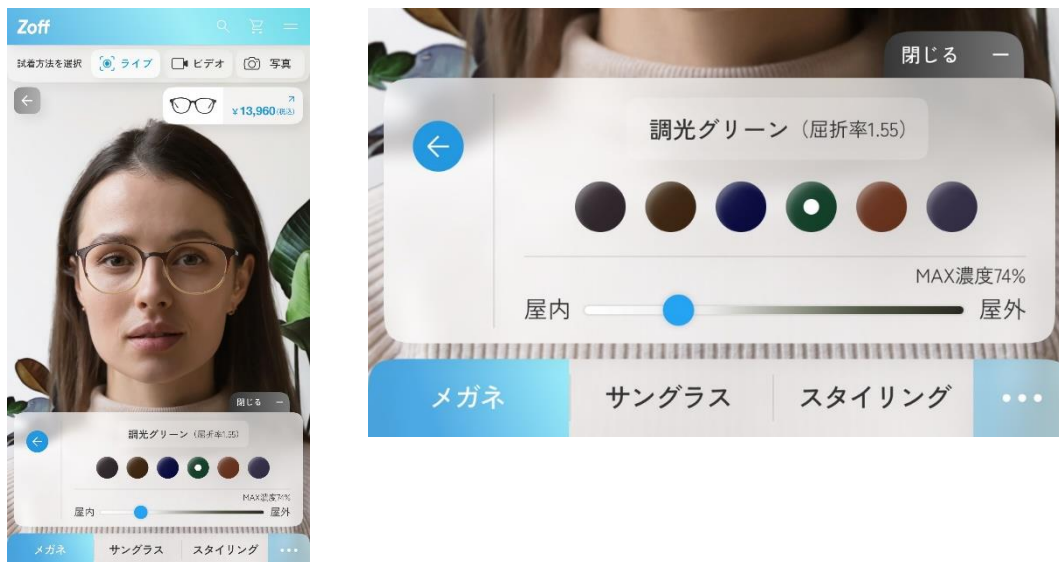 Zoff
試着方法を選択 ライブ ビデオ 写真
¥13,960(税込)
閉じる
調光グリーン（屈折率1.55）
MAX濃度74%
屋内 屋外
メガネ サングラス スタイリング
閉じる
調光グリーン（屈折率1.55）
MAX濃度74%
屋内 屋外
メガネ サングラス スタイリング